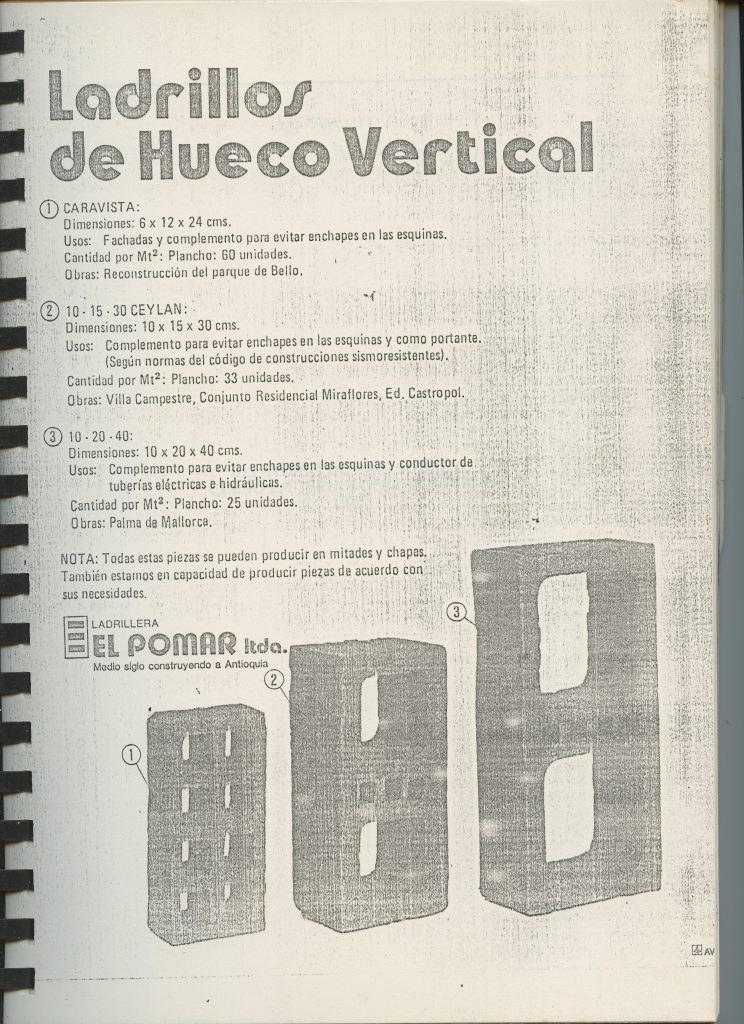 Ladrillos
de Hueco Vertical
① CARAVISTA:
Dimensiones: 6 x 12 x 24 cms.
Usos: Fachadas y complemento para evitar enchapes en las esquinas.
Cantidad por Mt²: Plancho: 60 unidades.
Obras: Reconstrucción del parque de Bello.
② 10 - 15 - 30 CEYLAN:
Dimensiones: 10 x 15 x 30 cms.
Usos: Complemento para evitar enchapes en las esquinas y como portante.
(Según normas del código de construcciones sismoresistentes).
Cantidad por Mt²: Plancho: 33 unidades.
Obras: Villa Campestre, Conjunto Residencial Miraflores, Ed. Castropol.
③ 10 - 20 - 40:
Dimensiones: 10 x 20 x 40 cms.
Usos: Complemento para evitar enchapes en las esquinas y conductor de
tuberías eléctricas e hidráulicas.
Cantidad por Mt²: Plancho: 25 unidades.
Obras: Palma de Mallorca.
NOTA: Todas estas piezas se pueden producir en mitades y chapas.
También estamos en capacidad de producir piezas de acuerdo con
sus necesidades.
LADRILLERA
EL POMAR ltda.
Medio siglo construyendo a Antioquia
①
②
③
AV